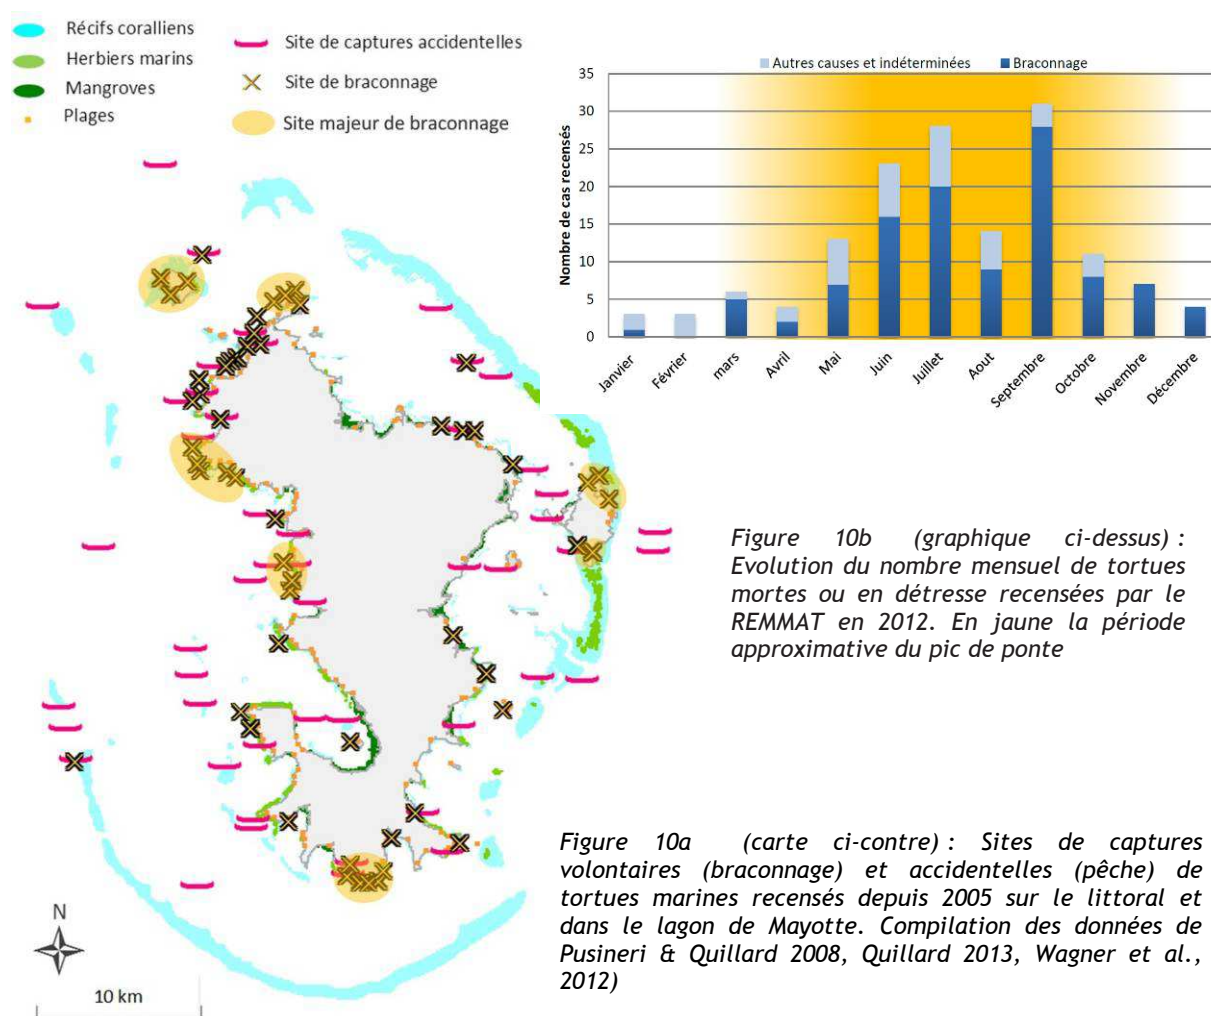 Récifs coralliens
Herbiers marins
Mangroves
Plages
Site de captures accidentelles
Site de braconnage
Site majeur de braconnage
Autres causes et indéterminées
Braconnage
Nombre de cas recensés
35
30
25
20
15
10
5
0
Janvier
Février
mars
Avril
Mai
Juin
Juillet
Aout
Septembre
Octobre
Novembre
Décembre
Figure 10b (graphique ci-dessus) :
Evolution du nombre mensuel de tortues
mortes ou en détresse recensées par le
REMMAT en 2012. En jaune la période
approximative du pic de ponte
Figure 10a (carte ci-contre) : Sites de captures
volontaires (braconnage) et accidentelles (pêche) de
tortues marines recensés depuis 2005 sur le littoral et
dans le lagon de Mayotte. Compilation des données de
Pusineri & Quillard 2008, Quillard 2013, Wagner et al.,
2012)
N
10 km